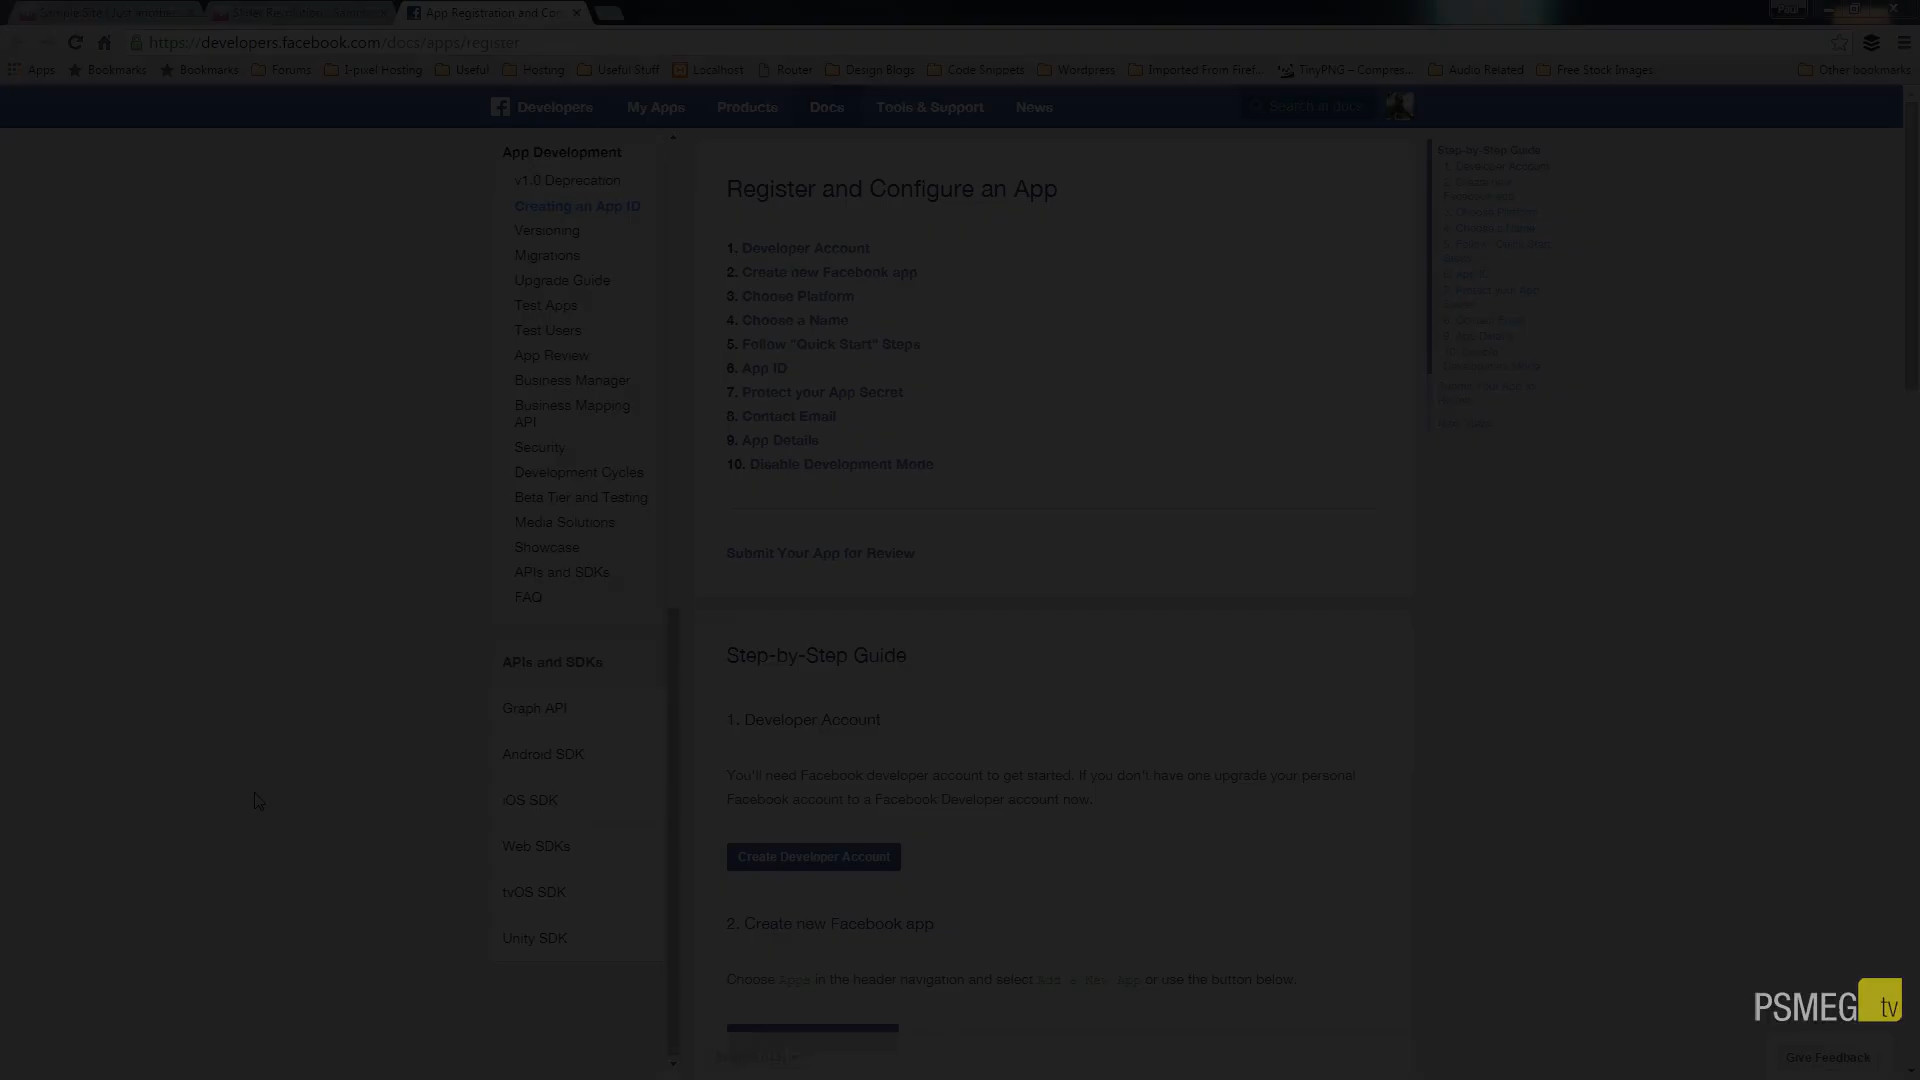 App Registration and Co
https://developers.facebook.com/docs/apps/register
Apps
Bookmarks
Bookmarks
Forums
I-pixel Hosting
Useful
Hosting
Useful Stuff
Localhost
Router
Design Blogs
Code Snippets
Wordpress
Imported From Firef...
TinyPNG – Compres...
Audio Related
Free Stock Images
Other bookmarks
Developers
My Apps
Products
Docs
Tools & Support
News
Search in docs
App Development
v1.0 Deprecation
Creating an App ID
Versioning
Migrations
Upgrade Guide
Test Apps
Test Users
App Review
Business Manager
Business Mapping
API
Security
Development Cycles
Beta Tier and Testing
Media Solutions
Showcase
APIs and SDKs
FAQ
APIs and SDKs
Graph API
Android SDK
iOS SDK
Web SDKs
tvOS SDK
Unity SDK
Register and Configure an App
1. Developer Account
2. Create new Facebook app
3. Choose Platform
4. Choose a Name
5. Follow "Quick Start" Steps
6. App ID
7. Protect your App Secret
8. Contact Email
9. App Details
10. Disable Development Mode
Submit Your App for Review
Step-by-Step Guide
1. Developer Account
You'll need Facebook developer account to get started. If you don't have one upgrade your personal
Facebook account to a Facebook Developer account now.
Create Developer Account
2. Create new Facebook app
Choose Apps in the header navigation and select Add a New App or use the button below.
Step-by-Step Guide
1. Developer Account
PSMEG tv
Give Feedback